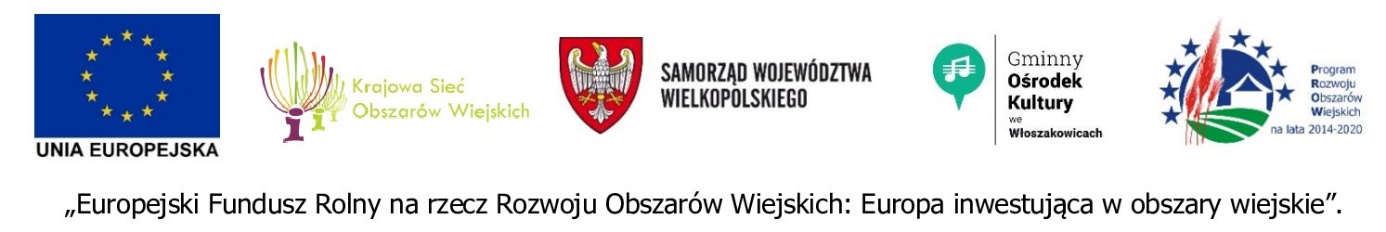 UNIA EUROPEJSKA
Krajowa Sieć
Obszarów Wiejskich
SAMORZĄD WOJEWÓDZTWA
WIELKOPOLSKIEGO
Gminny
Ośrodek
Kultury
we
Włoszakowicach
Program
Rozwoju
Obszarów
Wiejskich
na lata 2014-2020
„Europejski Fundusz Rolny na rzecz Rozwoju Obszarów Wiejskich: Europa inwestująca w obszary wiejskie”.